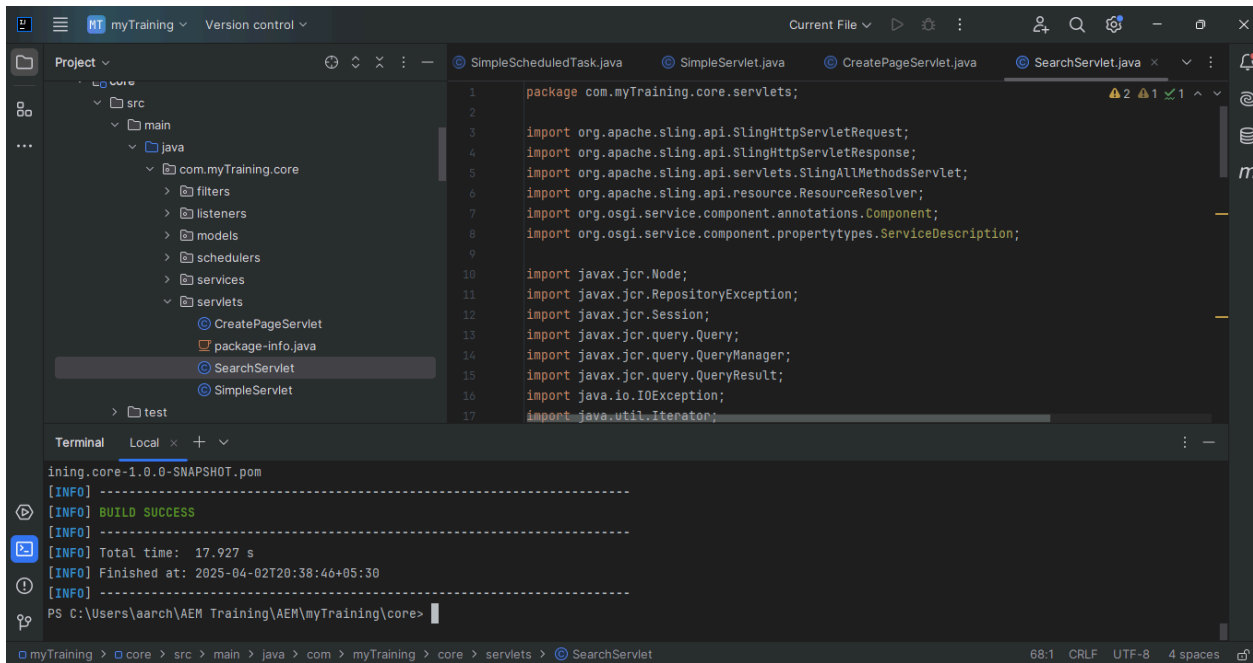 MT myTraining Version control Current File
Project
core
src
main
java
com.myTraining.core
filters
listeners
models
schedulers
services
servlets
CreatePageServlet
package-info.java
SearchServlet
SimpleServlet
test
SimpleScheduledTask.java SimpleServlet.java CreatePageServlet.java SearchServlet.java
2 1 1
1 package com.myTraining.core.servlets;
2
3 import org.apache.sling.api.SlingHttpServletRequest;
4 import org.apache.sling.api.SlingHttpServletResponse;
5 import org.apache.sling.api.servlets.SlingAllMethodsServlet;
6 import org.apache.sling.api.resource.ResourceResolver;
7 import org.osgi.service.component.annotations.Component;
8 import org.osgi.service.component.propertytypes.ServiceDescription;
9
10 import javax.jcr.Node;
11 import javax.jcr.RepositoryException;
12 import javax.jcr.Session;
13 import javax.jcr.query.Query;
14 import javax.jcr.query.QueryManager;
15 import javax.jcr.query.QueryResult;
16 import java.io.IOException;
17 import java.util.Iterator;
m
Terminal Local
ining.core-1.0.0-SNAPSHOT.pom
[INFO] ------------------------------------------------------------------------
[INFO] BUILD SUCCESS
[INFO] ------------------------------------------------------------------------
[INFO] Total time:  17.927 s
[INFO] Finished at: 2025-04-02T20:38:46+05:30
[INFO] ------------------------------------------------------------------------
PS C:\Users\aarch\AEM Training\AEM\myTraining\core>
myTraining > core > src > main > java > com > myTraining > core > servlets > SearchServlet 68:1 CRLF UTF-8 4 spaces